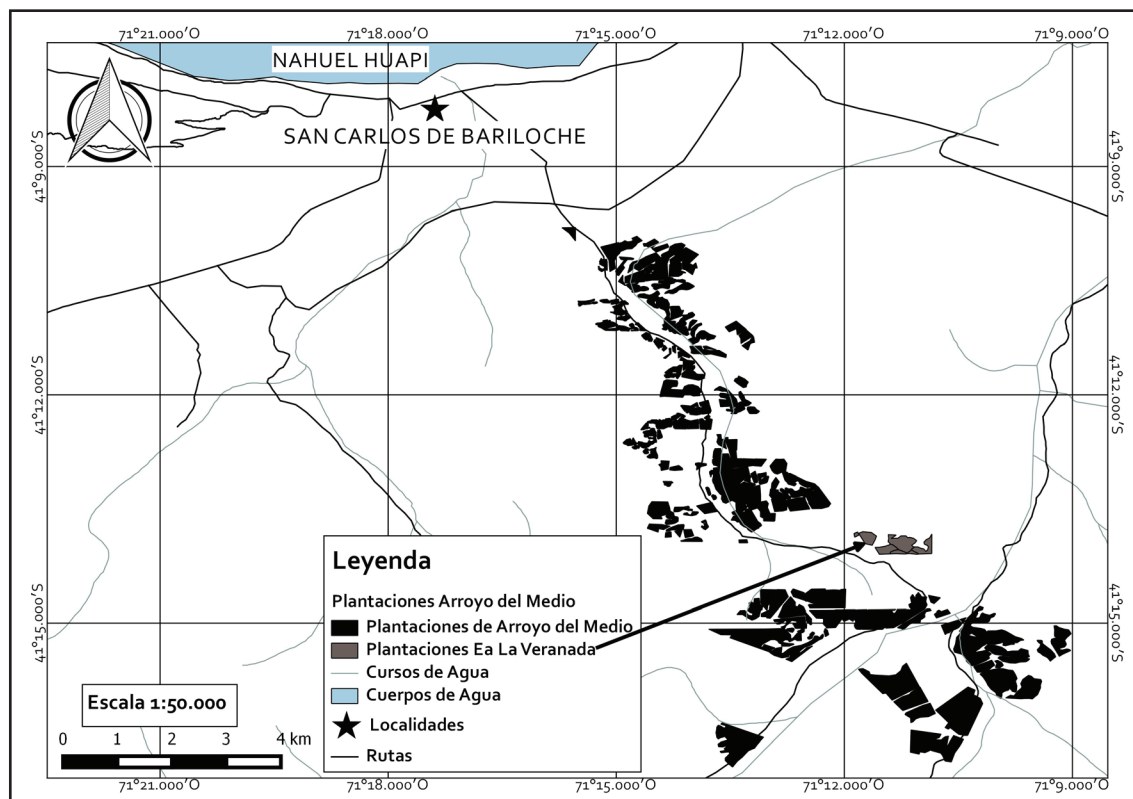 71°21.000'O 71°18.000'O 71°15.000'O 71°12.000'O 71°9.000'O
NAHUEL HUAPI
SAN CARLOS DE BARILOCHE
41°9.000'S 41°9.000'S
41°12.000'S 41°12.000'S
41°15.000'S 41°15.000'S
Leyenda
Plantaciones Arroyo del Medio
Plantaciones de Arroyo del Medio
Plantaciones Ea La Veranada
Cursos de Agua
Cuerpos de Agua
Localidades
Rutas
Escala 1:50.000
0 1 2 3 4 km
71°21.000'O 71°18.000'O 71°15.000'O 71°12.000'O 71°9.000'O